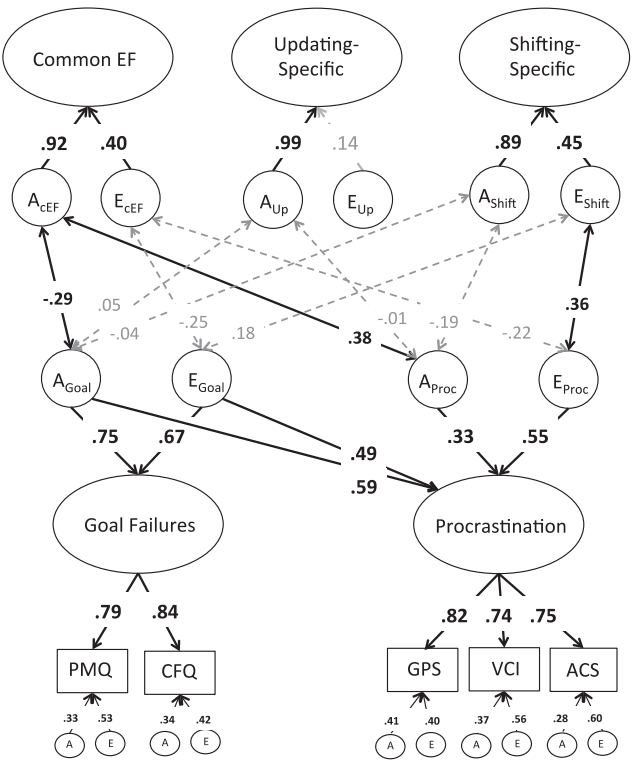 Common EF
Updating-
Specific
Shifting-
Specific
.92
.40
.99
.14
.89
.45
AcEF
EcEF
AUp
EUp
AShift
EShift
-.29
.05
-.04
-.25
.18
.38
-.01
-.19
-.22
.36
AGoal
EGoal
AProc
EProc
.75
.67
.49
.59
.33
.55
Goal Failures
Procrastination
.79
.84
.82
.74
.75
PMQ
CFQ
GPS
VCI
ACS
.33
.53
.34
.42
.41
.40
.37
.56
.28
.60
A
E
A
E
A
E
A
E
A
E